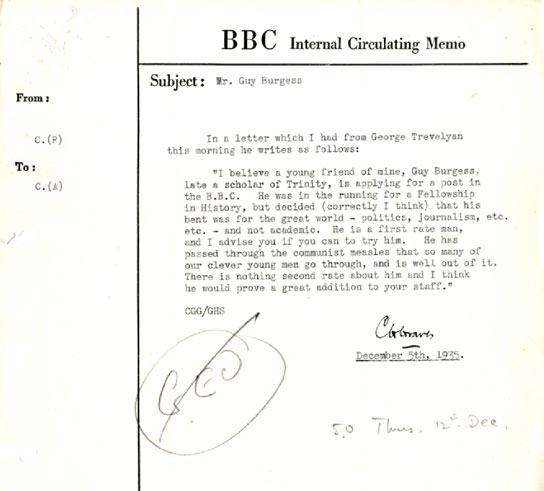 BBC Internal Circulating Memo
Subject: Mr. Guy Burgess
From:
C.(P)
To:
C.(A)
In a letter which I had from George Trevelyan
this morning he writes as follows:
"I believe a young friend of mine, Guy Burgess,
late a scholar of Trinity, is applying for a post in
the B.B.C. He was in the running for a Fellowship
in History, but decided (correctly I think) that his
bent was for the great world - politics, journalism, etc.
etc. - and not academic. He is a first rate man,
and I advise you if you can to try him. He has
passed through the communist measles that so many of
our clever young men go through, and is well out of it.
There is nothing second rate about him and I think
he would prove a great addition to your staff."
CGG/GHS
December 5th, 1935.
5.0 Thurs. 12th Dec.